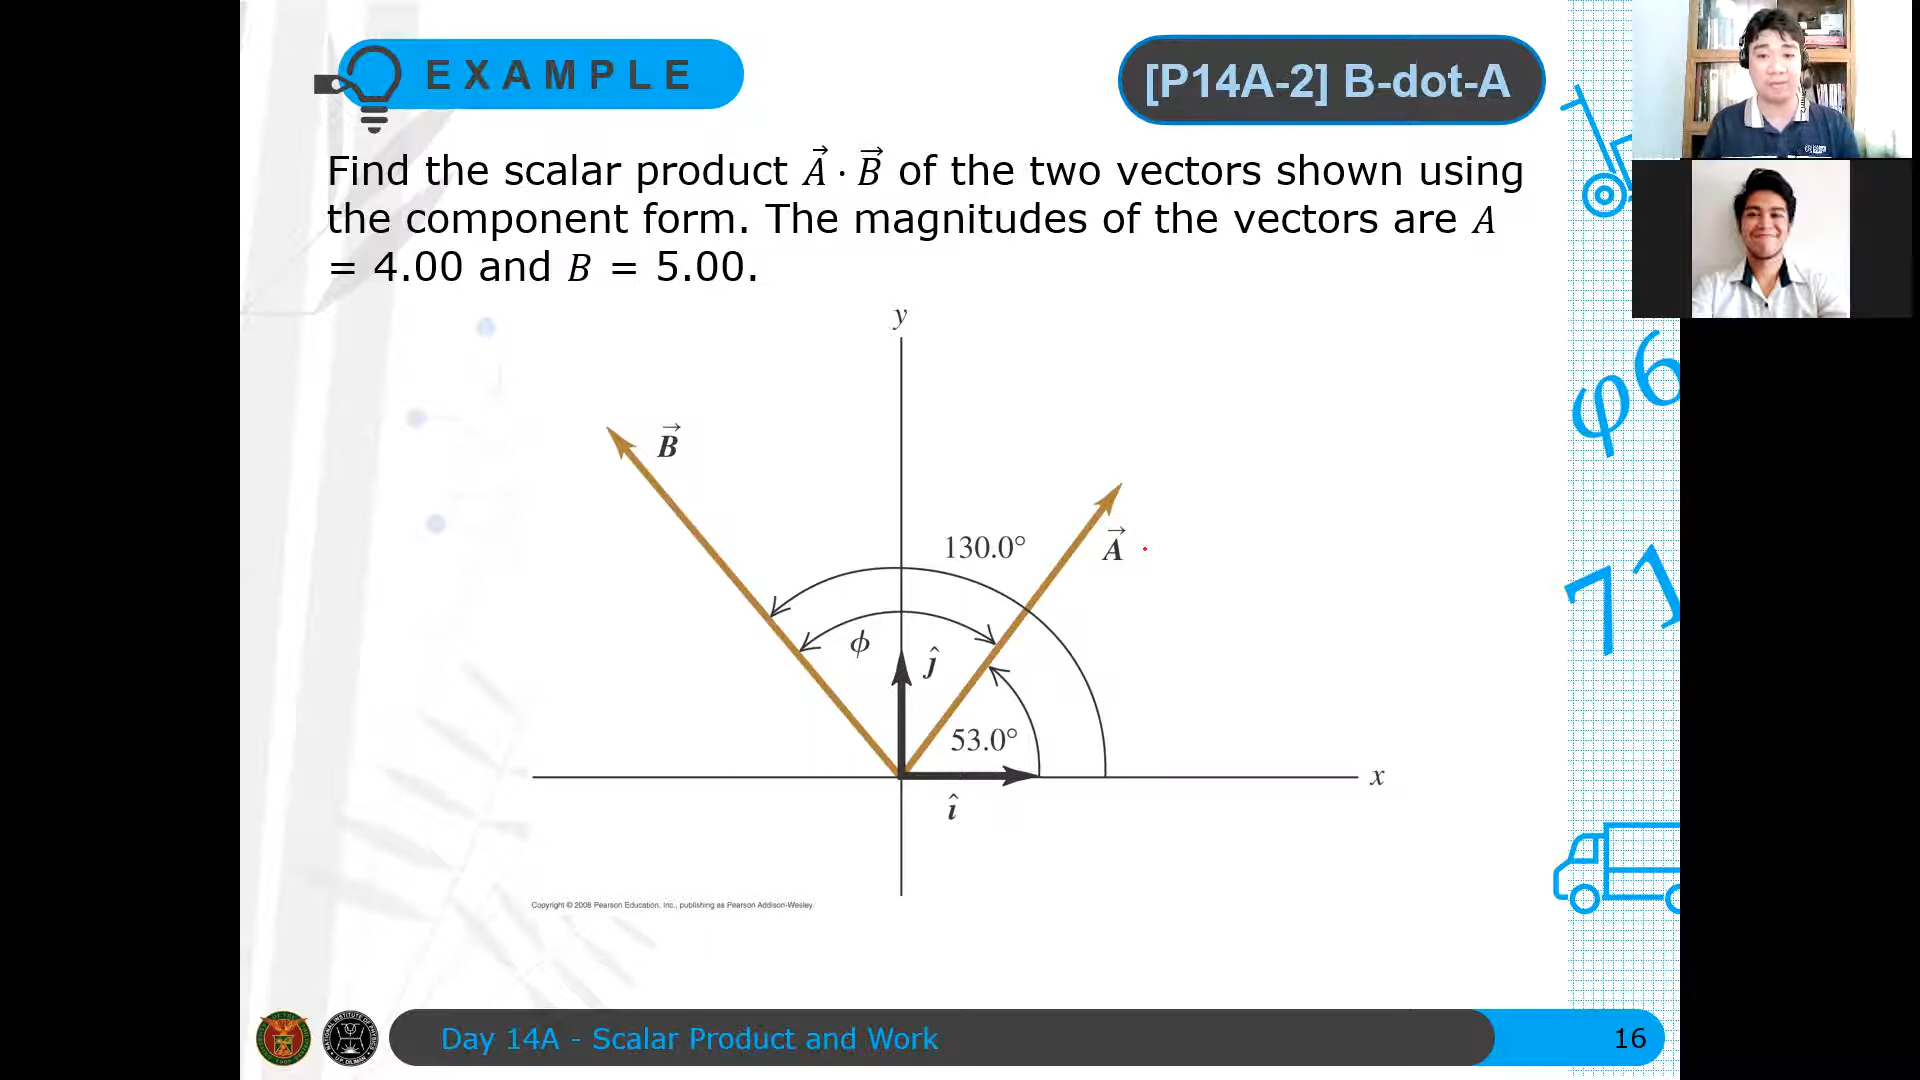 EXAMPLE
[P14A-2] B-dot-A
Find the scalar product A⃗ · B⃗ of the two vectors shown using
the component form. The magnitudes of the vectors are A
= 4.00 and B = 5.00.
y
B⃗
130.0°
A⃗
ϕ
ĵ
53.0°
x
î
Copyright © 2008 Pearson Education, Inc., publishing as Pearson Addison-Wesley.
φ6
71
Day 14A - Scalar Product and Work
16